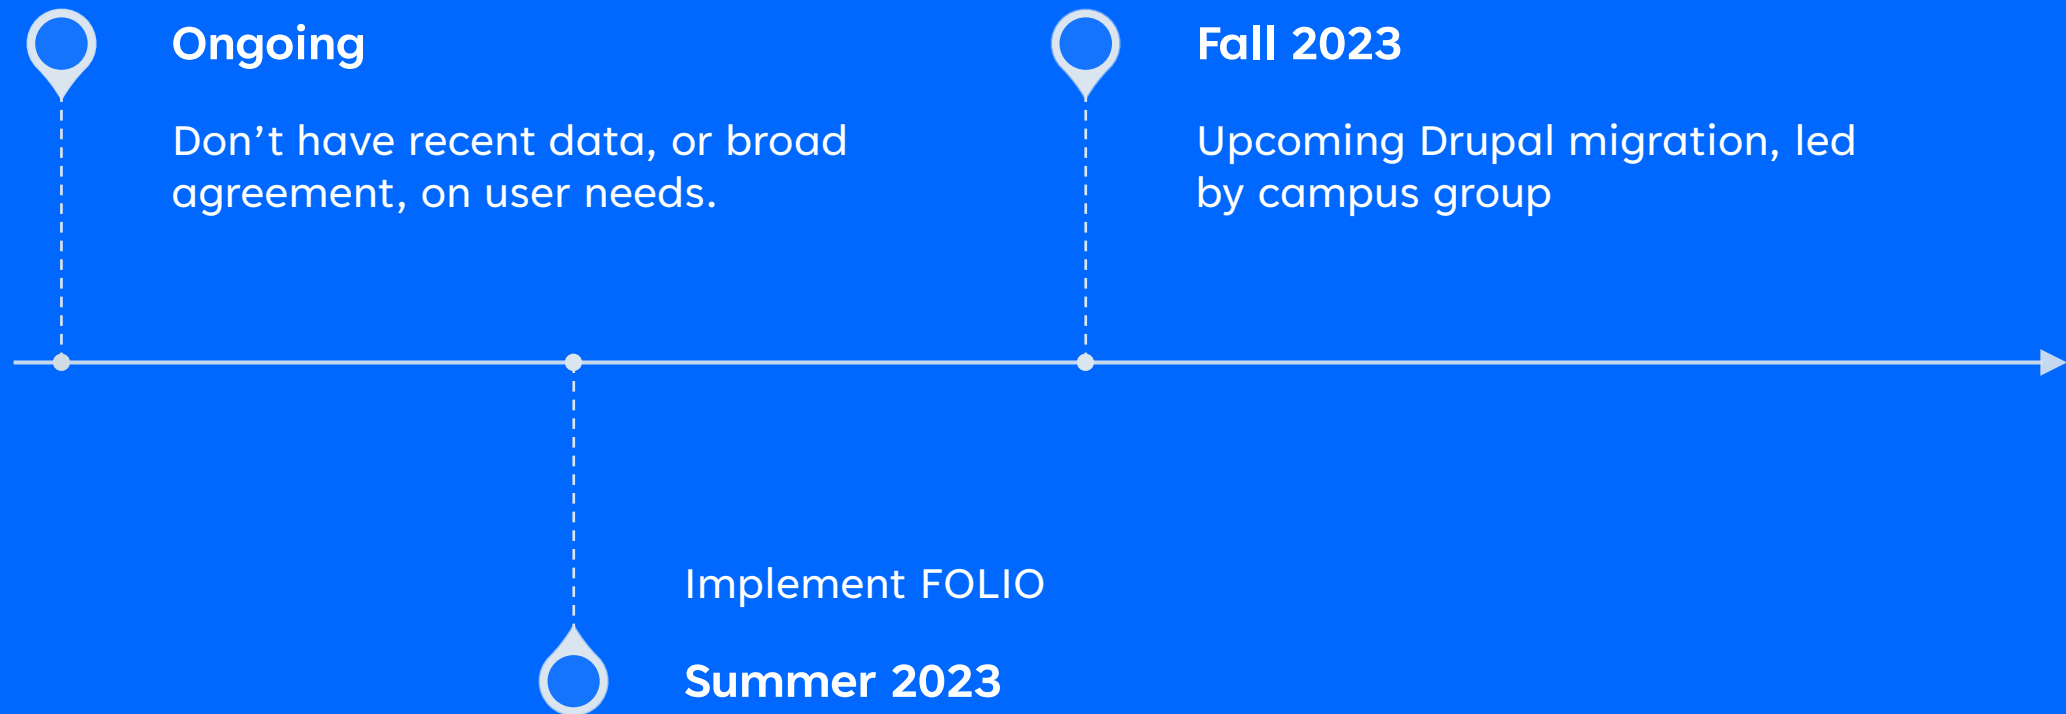 Ongoing
Don’t have recent data, or broad
agreement, on user needs.
Fall 2023
Upcoming Drupal migration, led
by campus group
Implement FOLIO
Summer 2023